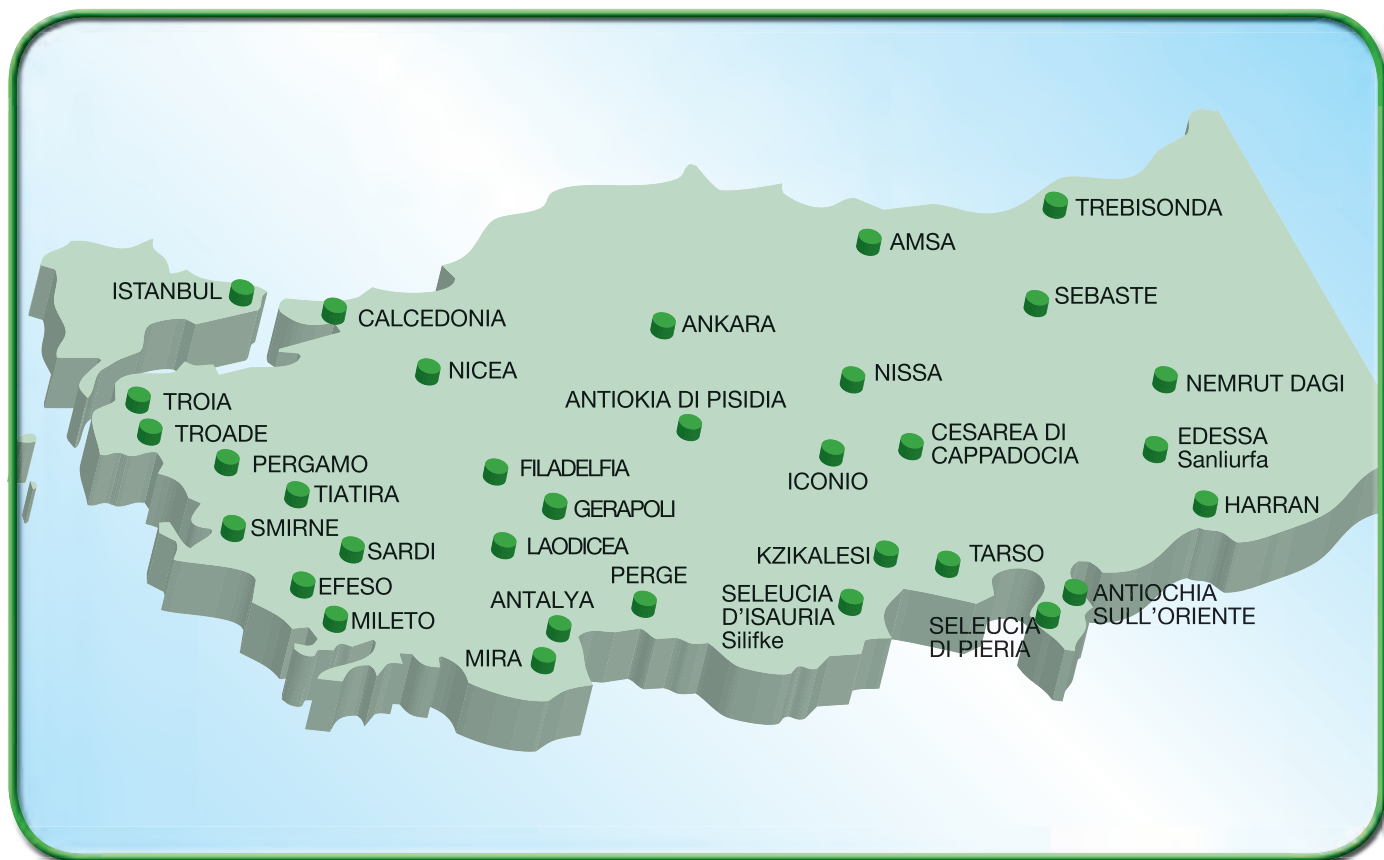 TREBISONDA
AMSA
ISTANBUL
SEBASTE
CALCEDONIA
ANKARA
NICEA
NISSA
NEMRUT DAGI
ANTIOKIA DI PISIDIA
TROIA
TROADE
CESAREA DI
CAPPADOCIA
EDESSA
Sanliurfa
PERGAMO
FILADELFIA
ICONIO
TIATIRA
GERAPOLI
HARRAN
SMIRNE
SARDI
LAODICEA
KZIKALESI
TARSO
PERGE
EFESO
ANTALYA
SELEUCIA
D'ISAURIA
Silifke
ANTIOCHIA
SULL'ORIENTE
MILETO
SELEUCIA
DI PIERIA
MIRA